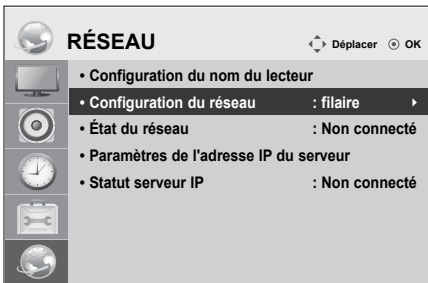 RÉSEAU
Déplacer OK
• Configuration du nom du lecteur
• Configuration du réseau : filaire
• État du réseau : Non connecté
• Paramètres de l'adresse IP du serveur
• Statut serveur IP : Non connecté